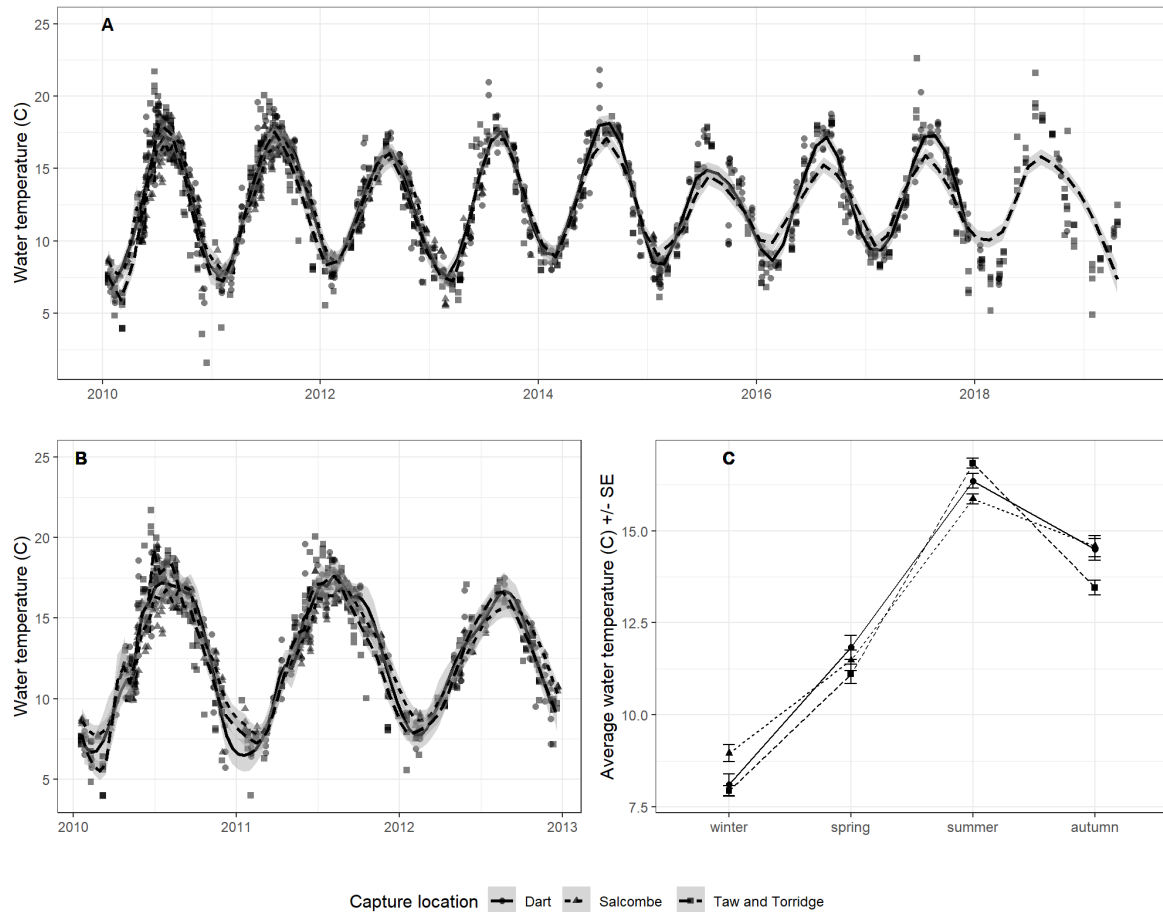 A
Water temperature (C)
25
20
15
10
5
2010 2012 2014 2016 2018
B
Water temperature (C)
25
20
15
10
5
2010 2011 2012 2013
C
Average water temperature (C) +/- SE
15.0
12.5
10.0
7.5
winter spring summer autumn
Capture location Dart Salcombe Taw and Torridge